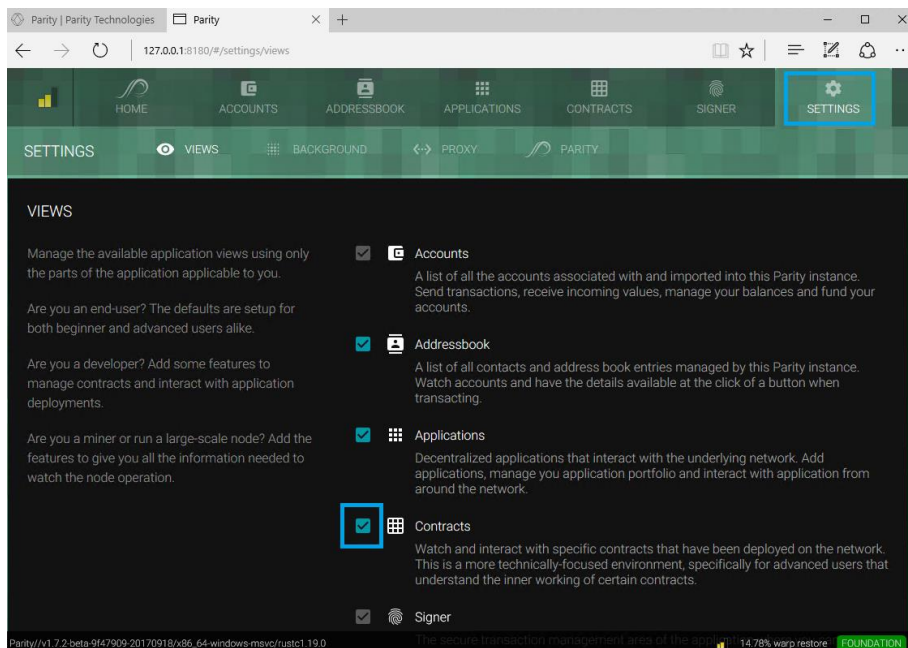 Parity | Parity Technologies
Parity
127.0.0.1:8180/#/settings/views
HOME
ACCOUNTS
ADDRESSBOOK
APPLICATIONS
CONTRACTS
SIGNER
SETTINGS
SETTINGS
VIEWS
BACKGROUND
PROXY
PARITY
VIEWS
Manage the available application views using only
the parts of the application applicable to you.
Are you an end-user? The defaults are setup for
both beginner and advanced users alike.
Are you a developer? Add some features to
manage contracts and interact with application
deployments.
Are you a miner or run a large-scale node? Add the
features to give you all the information needed to
watch the node operation.
Accounts
A list of all the accounts associated with and imported into this Parity instance.
Send transactions, receive incoming values, manage your balances and fund your
accounts.
Addressbook
A list of all contacts and address book entries managed by this Parity instance.
Watch accounts and have the details available at the click of a button when
transacting.
Applications
Decentralized applications that interact with the underlying network. Add
applications, manage you application portfolio and interact with application from
around the network.
Contracts
Watch and interact with specific contracts that have been deployed on the network.
This is a more technically-focused environment, specifically for advanced users that
understand the inner working of certain contracts.
Signer
The secure transaction management area of the application
Parity//v1.7.2-beta-9f47909-20170918/x86_64-windows-msvc/rustc1.19.0
14.78% warp restore
FOUNDATION